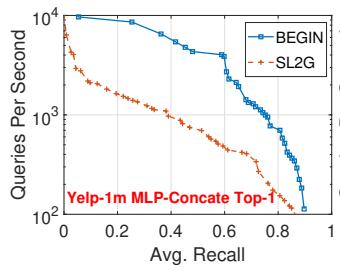 10^4
BEGIN
SL2G
Queries Per Second
10^3
Yelp-1m MLP-Concate Top-1
10^2
0 0.2 0.4 0.6 0.8 1
Avg. Recall